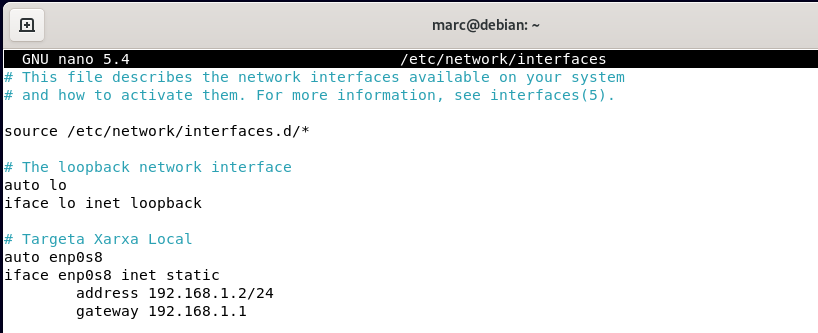 marc@debian: ~
GNU nano 5.4 /etc/network/interfaces
# This file describes the network interfaces available on your system
# and how to activate them. For more information, see interfaces(5).
source /etc/network/interfaces.d/*
# The loopback network interface
auto lo
iface lo inet loopback
# Targeta Xarxa Local
auto enp0s8
iface enp0s8 inet static
address 192.168.1.2/24
gateway 192.168.1.1